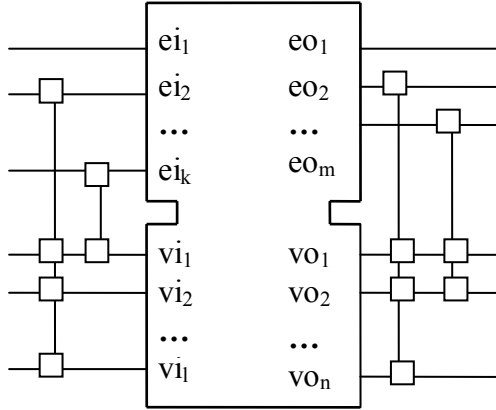 ei₁ eo₁
ei₂ eo₂
... ...
eiₖ eoₘ
vi₁ vo₁
vi₂ vo₂
... ...
viₗ voₙ